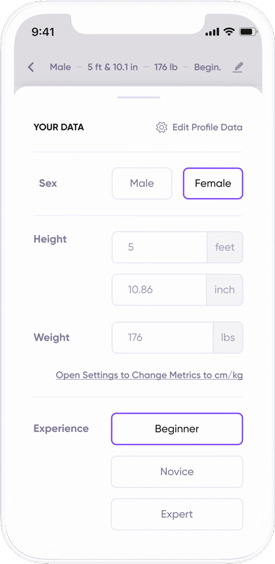 9:41
Male – 5 ft & 10.1 in – 176 lb – Begin.
YOUR DATA
Edit Profile Data
Sex
Male
Female
Height
5
feet
10.86
inch
Weight
176
lbs
Open Settings to Change Metrics to cm/kg
Experience
Beginner
Novice
Expert